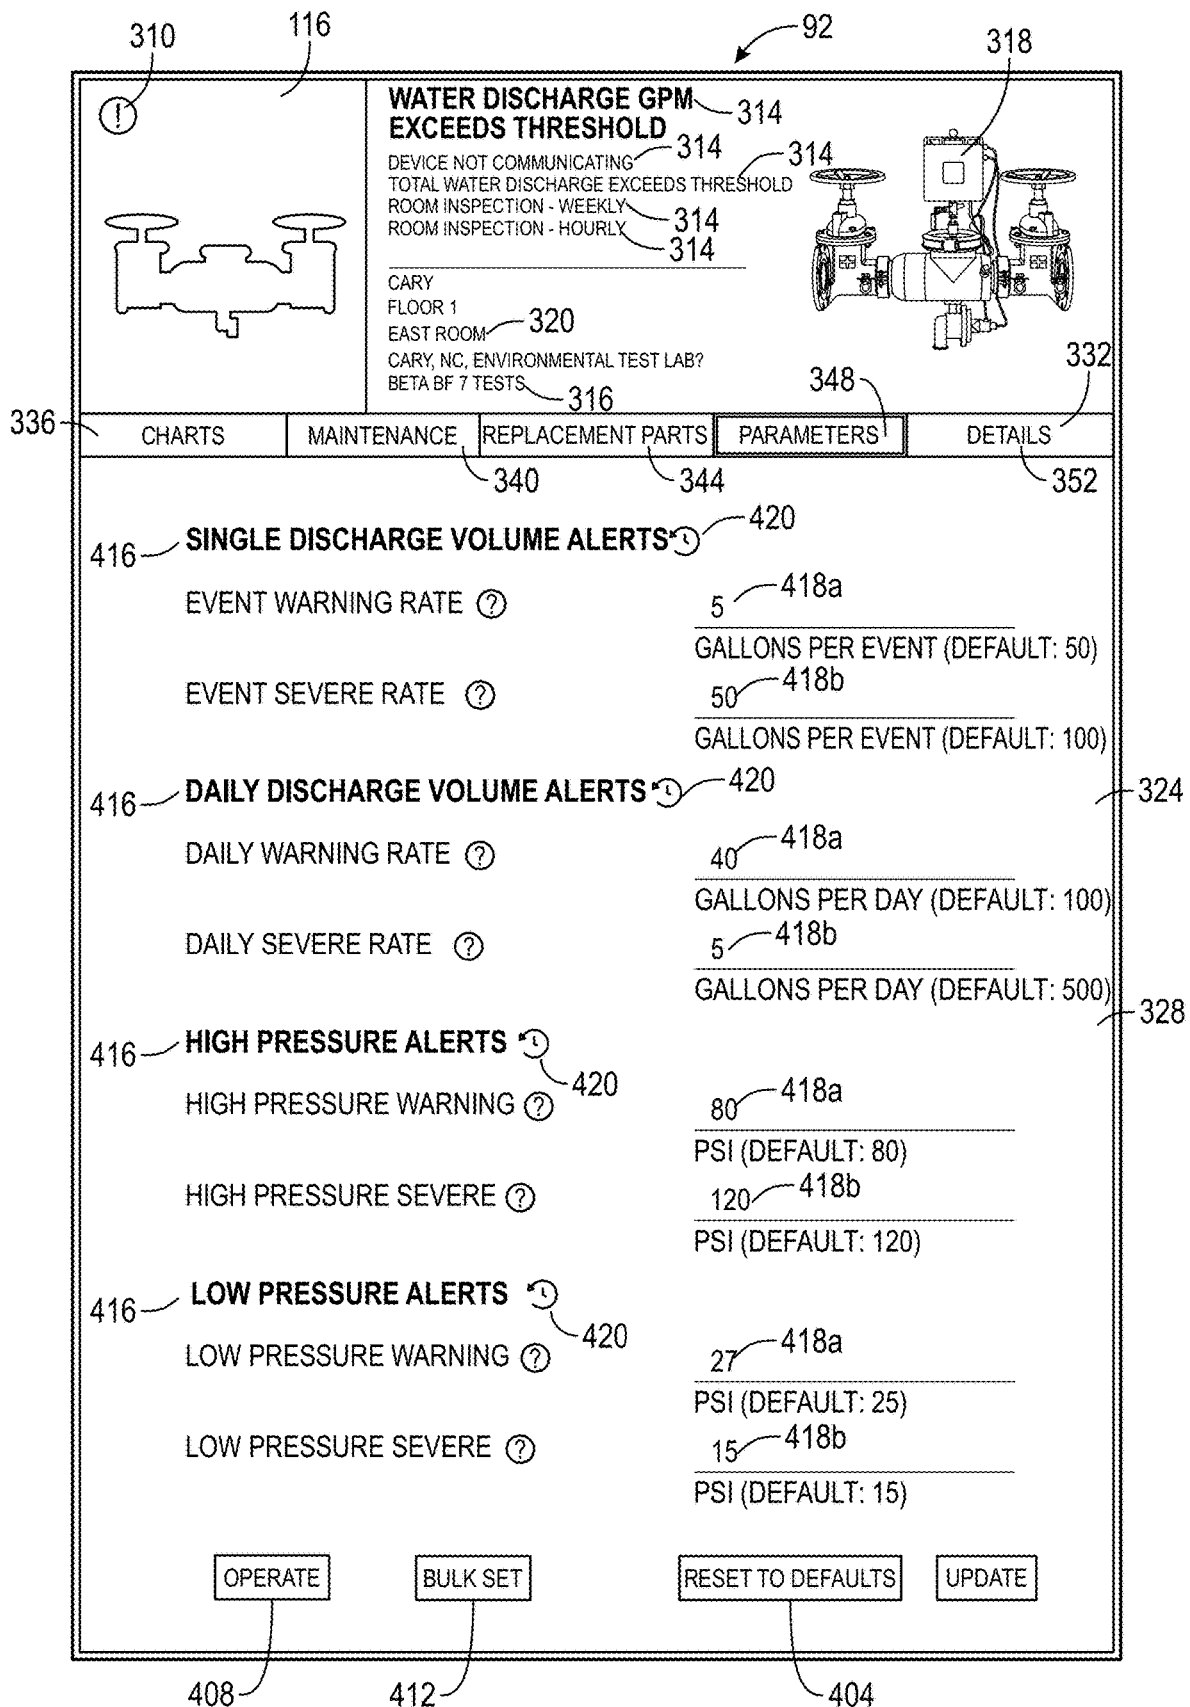 310
116
92
318
!
WATER DISCHARGE GPM 314
EXCEEDS THRESHOLD
DEVICE NOT COMMUNICATING 314
TOTAL WATER DISCHARGE EXCEEDS THRESHOLD 314
ROOM INSPECTION - WEEKLY 314
ROOM INSPECTION - HOURLY 314
CARY
FLOOR 1
EAST ROOM 320
CARY, NC, ENVIRONMENTAL TEST LAB?
BETA BF 7 TESTS 316
348
332
336
CHARTS MAINTENANCE REPLACEMENT PARTS PARAMETERS DETAILS
340 344 352
416 SINGLE DISCHARGE VOLUME ALERTS 420
EVENT WARNING RATE ? 5 418a
GALLONS PER EVENT (DEFAULT: 50)
EVENT SEVERE RATE ? 50 418b
GALLONS PER EVENT (DEFAULT: 100)
416 DAILY DISCHARGE VOLUME ALERTS 420
324
DAILY WARNING RATE ? 40 418a
GALLONS PER DAY (DEFAULT: 100)
DAILY SEVERE RATE ? 5 418b
GALLONS PER DAY (DEFAULT: 500)
328
416 HIGH PRESSURE ALERTS 420
HIGH PRESSURE WARNING ? 80 418a
PSI (DEFAULT: 80)
HIGH PRESSURE SEVERE ? 120 418b
PSI (DEFAULT: 120)
416 LOW PRESSURE ALERTS 420
LOW PRESSURE WARNING ? 27 418a
PSI (DEFAULT: 25)
LOW PRESSURE SEVERE ? 15 418b
PSI (DEFAULT: 15)
OPERATE BULK SET RESET TO DEFAULTS UPDATE
408 412 404